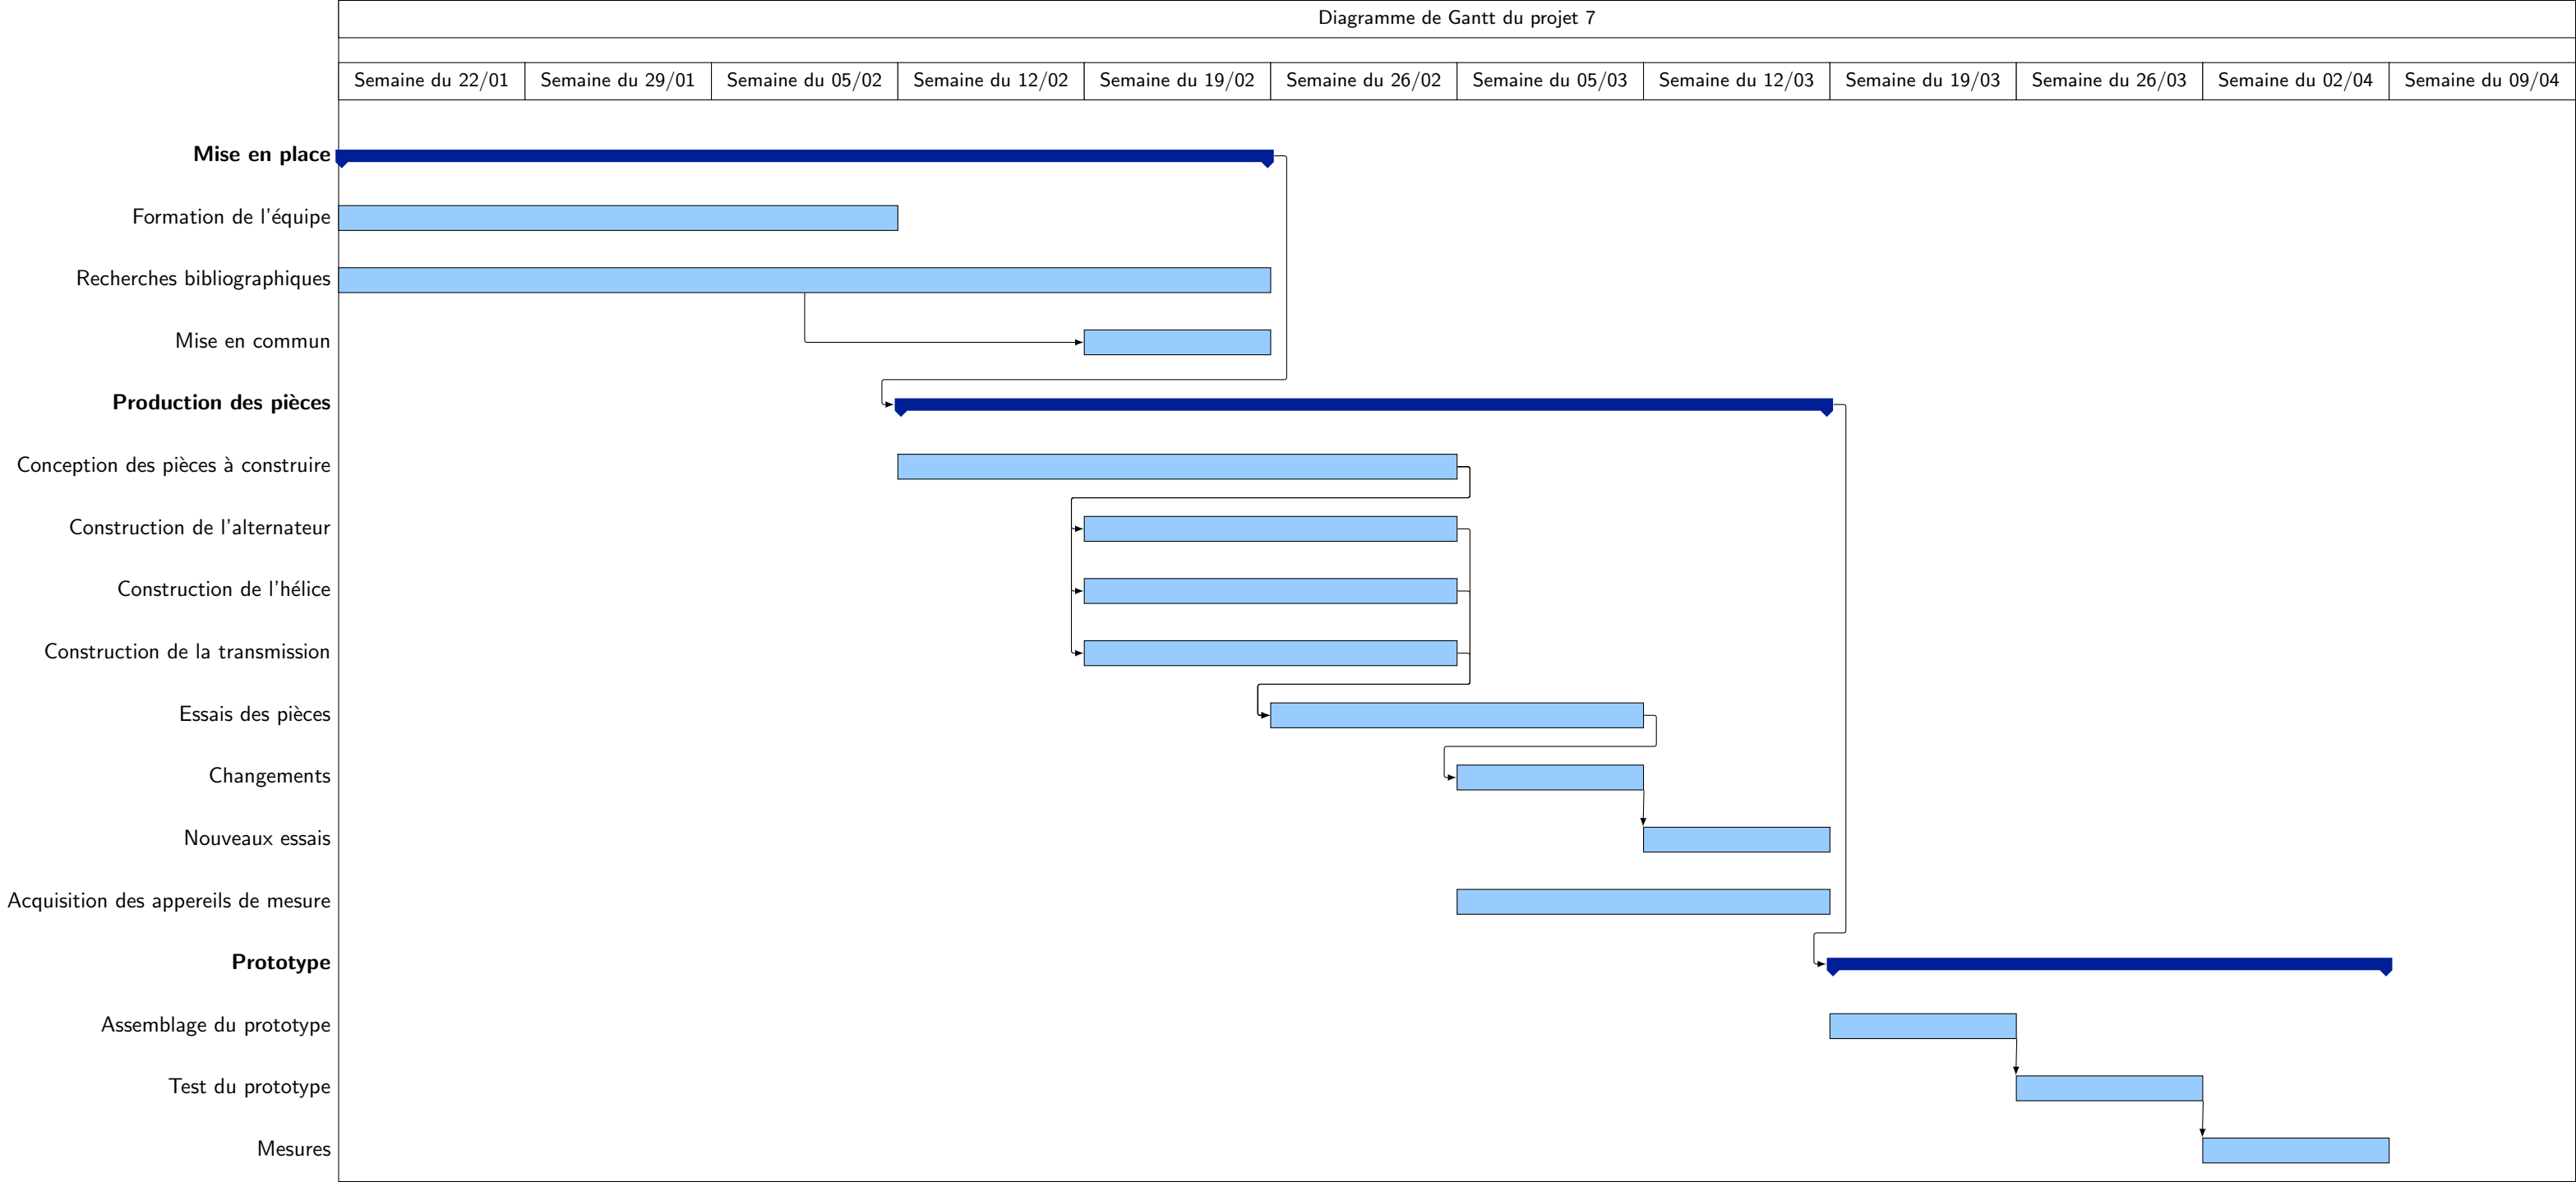 Diagramme de Gantt du projet 7
Semaine du 22/01 Semaine du 29/01 Semaine du 05/02 Semaine du 12/02 Semaine du 19/02 Semaine du 26/02 Semaine du 05/03 Semaine du 12/03 Semaine du 19/03 Semaine du 26/03 Semaine du 02/04 Semaine du 09/04
Mise en place
Formation de l'équipe
Recherches bibliographiques
Mise en commun
Production des pièces
Conception des pièces à construire
Construction de l'alternateur
Construction de l'hélice
Construction de la transmission
Essais des pièces
Changements
Nouveaux essais
Acquisition des appereils de mesure
Prototype
Assemblage du prototype
Test du prototype
Mesures